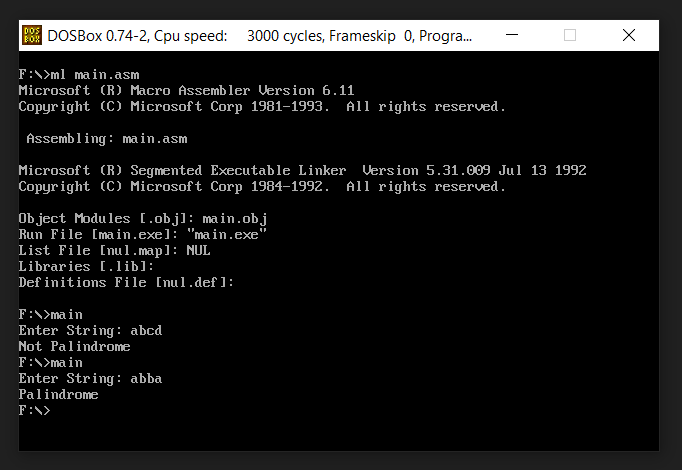 DOS
BOX
DOSBox 0.74-2, Cpu speed:     3000 cycles, Frameskip  0, Progra...
F:\>ml main.asm
Microsoft (R) Macro Assembler Version 6.11
Copyright (C) Microsoft Corp 1981-1993.  All rights reserved.
 Assembling: main.asm
Microsoft (R) Segmented Executable Linker  Version 5.31.009 Jul 13 1992
Copyright (C) Microsoft Corp 1984-1992.  All rights reserved.
Object Modules [.obj]: main.obj
Run File [main.exe]: "main.exe"
List File [nul.map]: NUL
Libraries [.lib]:
Definitions File [nul.def]:
F:\>main
Enter String: abcd
Not Palindrome
F:\>main
Enter String: abba
Palindrome
F:\>